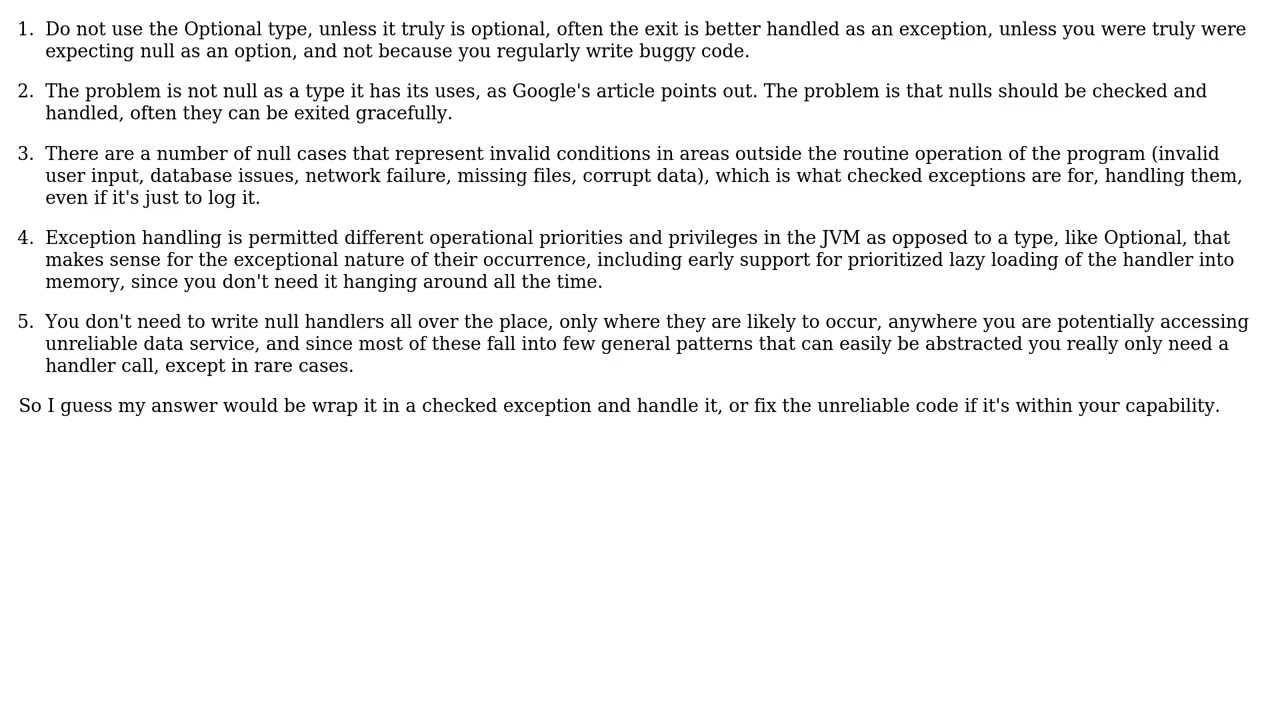 1. Do not use the Optional type, unless it truly is optional, often the exit is better handled as an exception, unless you were truly were
expecting null as an option, and not because you regularly write buggy code.
2. The problem is not null as a type it has its uses, as Google's article points out. The problem is that nulls should be checked and
handled, often they can be exited gracefully.
3. There are a number of null cases that represent invalid conditions in areas outside the routine operation of the program (invalid
user input, database issues, network failure, missing files, corrupt data), which is what checked exceptions are for, handling them,
even if it's just to log it.
4. Exception handling is permitted different operational priorities and privileges in the JVM as opposed to a type, like Optional, that
makes sense for the exceptional nature of their occurrence, including early support for prioritized lazy loading of the handler into
memory, since you don't need it hanging around all the time.
5. You don't need to write null handlers all over the place, only where they are likely to occur, anywhere you are potentially accessing
unreliable data service, and since most of these fall into few general patterns that can easily be abstracted you really only need a
handler call, except in rare cases.
So I guess my answer would be wrap it in a checked exception and handle it, or fix the unreliable code if it's within your capability.